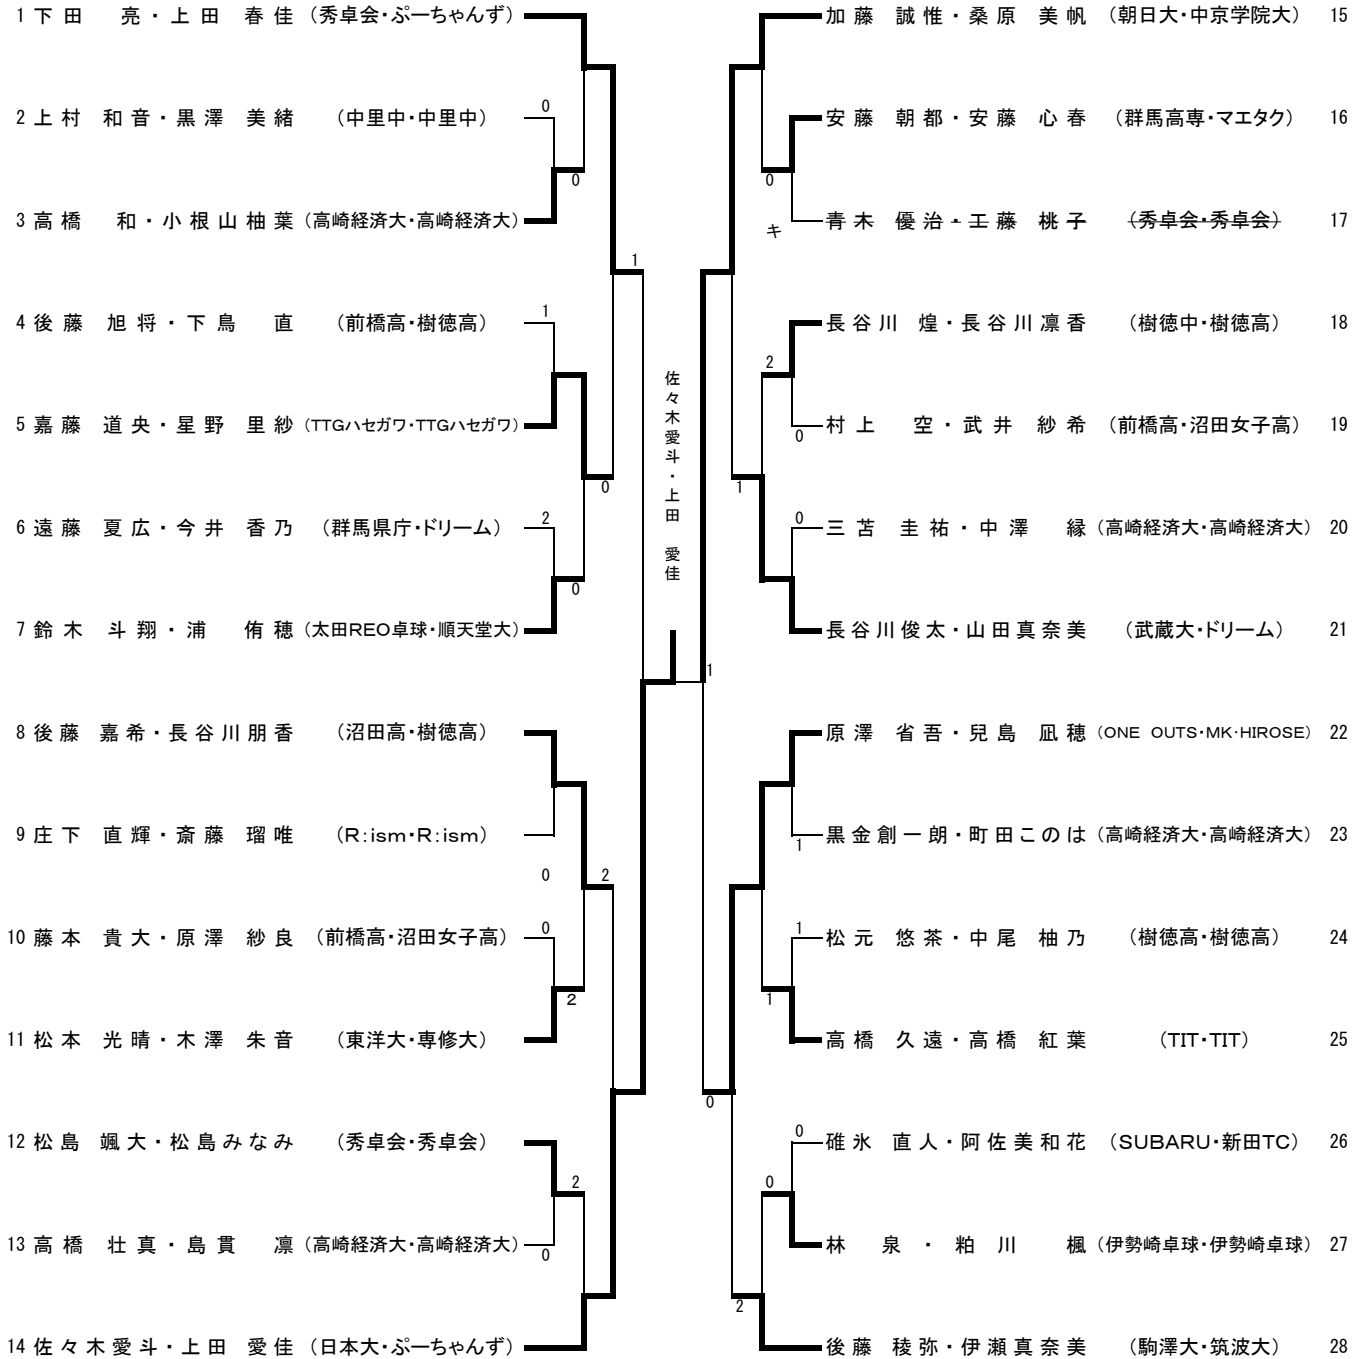 1 下田 亮・上田 春佳 (秀卓会・ぷーちゃんず)
0
2 上村 和音・黒澤 美緒 (中里中・中里中)
0
3 高橋 和・小根山柚葉 (高崎経済大・高崎経済大)
1
1
4 後藤 旭将・下鳥 直 (前橋高・樹徳高)
5 嘉藤 道央・星野 里紗 (TTGハセガワ・TTGハセガワ)
0
2
6 遠藤 夏広・今井 香乃 (群馬県庁・ドリーム)
0
7 鈴木 斗翔・浦 侑穂 (太田REO卓球・順天堂大)
8 後藤 嘉希・長谷川朋香 (沼田高・樹徳高)
9 庄下 直輝・斎藤 瑠唯 (R:ism・R:ism)
0
2
0
10 藤本 貴大・原澤 紗良 (前橋高・沼田女子高)
2
11 松本 光晴・木澤 朱音 (東洋大・専修大)
12 松島 颯大・松島みなみ (秀卓会・秀卓会)
2
13 高橋 壮真・島貫 凛 (高崎経済大・高崎経済大)
0
14 佐々木愛斗・上田 愛佳 (日本大・ぷーちゃんず)
佐々木愛斗・上田 愛佳
1
加藤 誠惟・桑原 美帆 (朝日大・中京学院大) 15
安藤 朝都・安藤 心春 (群馬高専・マエタク) 16
0
青木 優治・工藤 桃子 (秀卓会・秀卓会) 17
キ
長谷川 煌・長谷川凛香 (樹徳中・樹徳高) 18
2
村上 空・武井 紗希 (前橋高・沼田女子高) 19
0
1
0
三苫 圭祐・中澤 縁 (高崎経済大・高崎経済大) 20
長谷川俊太・山田真奈美 (武蔵大・ドリーム) 21
原澤 省吾・兒島 凪穂 (ONE OUTS・MK・HIROSE) 22
黒金創一朗・町田このは (高崎経済大・高崎経済大) 23
1
1
松元 悠茶・中尾 柚乃 (樹徳高・樹徳高) 24
1
高橋 久遠・高橋 紅葉 (TIT・TIT) 25
0
0
碓氷 直人・阿佐美和花 (SUBARU・新田TC) 26
0
林 泉・粕川 楓 (伊勢崎卓球・伊勢崎卓球) 27
2
後藤 稜弥・伊瀬真奈美 (駒澤大・筑波大) 28